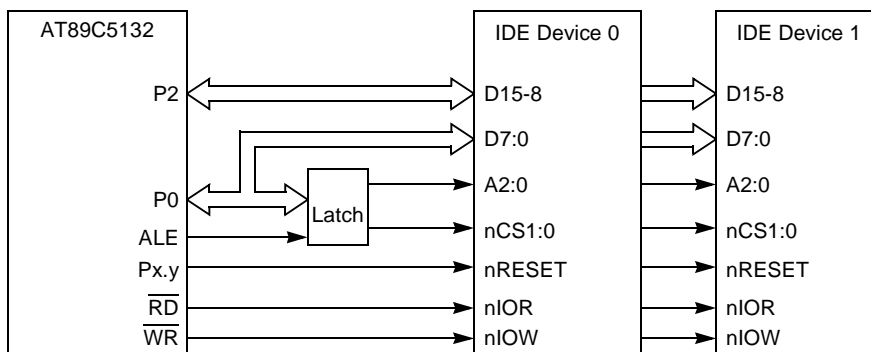 AT89C5132 IDE Device 0 IDE Device 1
P2 D15-8 D15-8
D7:0 D7:0
P0 A2:0 A2:0
Latch
ALE nCS1:0 nCS1:0
Px.y nRESET nRESET
RD nIOR nIOR
WR nIOW nIOW